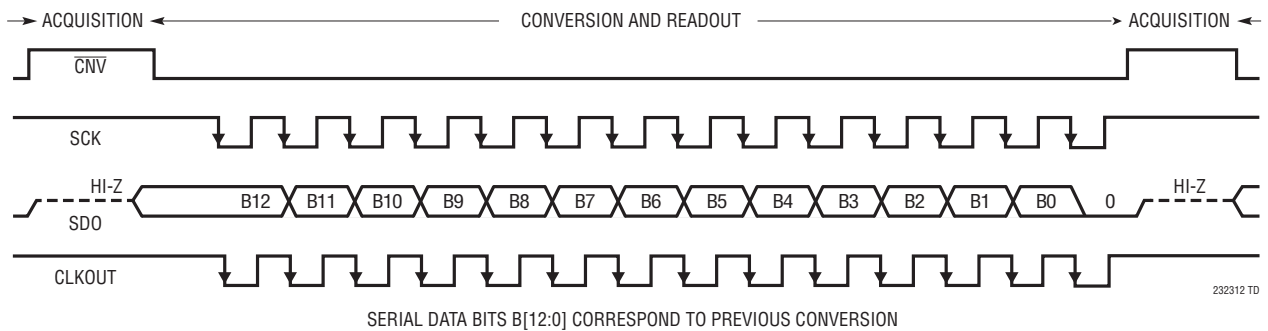 ACQUISITION CONVERSION AND READOUT ACQUISITION
CNV
SCK
HI-Z B12 B11 B10 B9 B8 B7 B6 B5 B4 B3 B2 B1 B0 0 HI-Z
SDO
CLKOUT
232312 TD
SERIAL DATA BITS B[12:0] CORRESPOND TO PREVIOUS CONVERSION